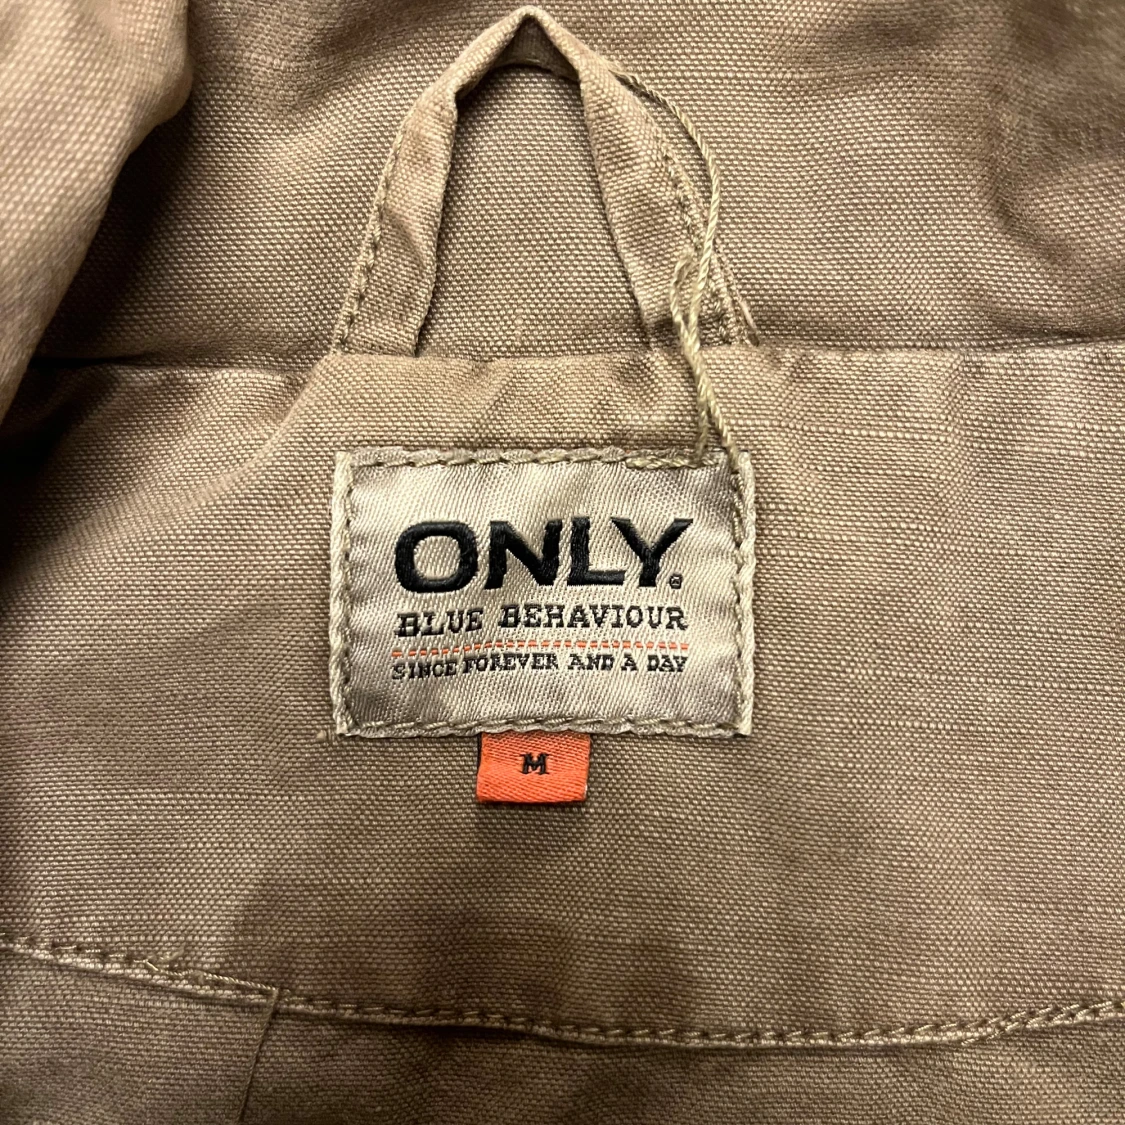 ONLY®
BLUE BEHAVIOUR
SINCE FOREVER AND A DAY
M